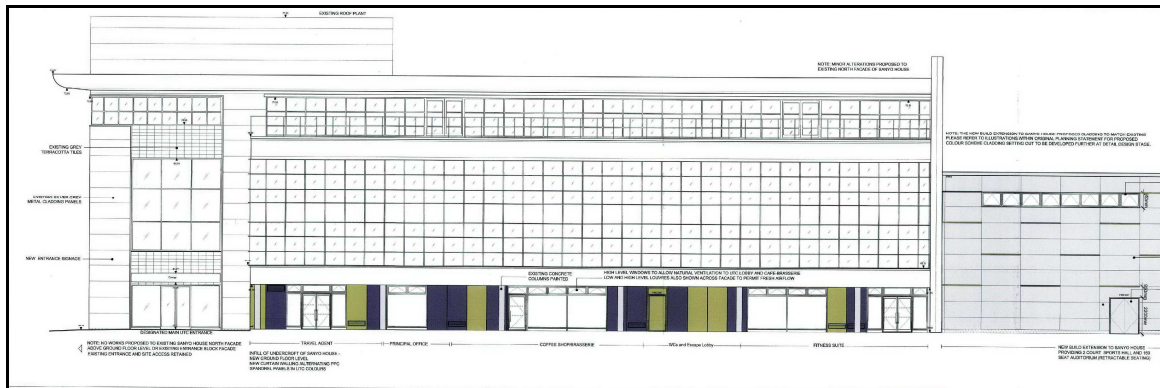 EXISTING ROOF PLANT
NOTE: MINOR ALTERATIONS PROPOSED TO
EXISTING NORTH FACADE OF SANYO HOUSE
NOTE: THE NEW BUILD EXTENSION TO SANYO HOUSE PROPOSED CLADDING TO MATCH EXISTING
PLEASE REFER TO ILLUSTRATIONS WITHIN ORIGINAL PLANNING STATEMENT FOR PROPOSED
COLOUR SCHEME CLADDING SETTING OUT TO BE DEVELOPED FURTHER AT DETAIL DESIGN STAGE.
EXISTING GREY
TERRACOTTA TILES
EXISTING SILVER GREY
METAL CLADDING PANELS
NEW ENTRANCE SIGNAGE
EXISTING CONCRETE
COLUMNS PAINTED
HIGH LEVEL WINDOWS TO ALLOW NATURAL VENTILATION TO UTC LOBBY AND CAFE-BRASSERIE
LOW AND HIGH LEVEL LOUVRES ALSO SHOWN ACROSS FACADE TO PERMIT FRESH AIRFLOW
DESIGNATED MAIN UTC ENTRANCE
NOTE: NO WORKS PROPOSED TO EXISTING SANYO HOUSE NORTH FACADE
ABOVE GROUND FLOOR LEVEL OR EXISTING ENTRANCE BLOCK FACADE
EXISTING ENTRANCE AND SITE ACCESS RETAINED
TRAVEL AGENT
PRINCIPAL OFFICE
COFFEE SHOP/BRASSERIE
WCs and Escape Lobby
FITNESS SUITE
INFILL OF UNDERCROFT OF SANYO HOUSE -
NEW GROUND FLOOR LEVEL
NEW CURTAIN WALLING/ALTERNATING PPC
SPANDREL PANELS IN UTC COLOURS
NEW BUILD EXTENSION TO SANYO HOUSE
PROVIDING 2 COURT SPORTS HALL AND 160
SEAT AUDITORIUM (RETRACTABLE SEATING)